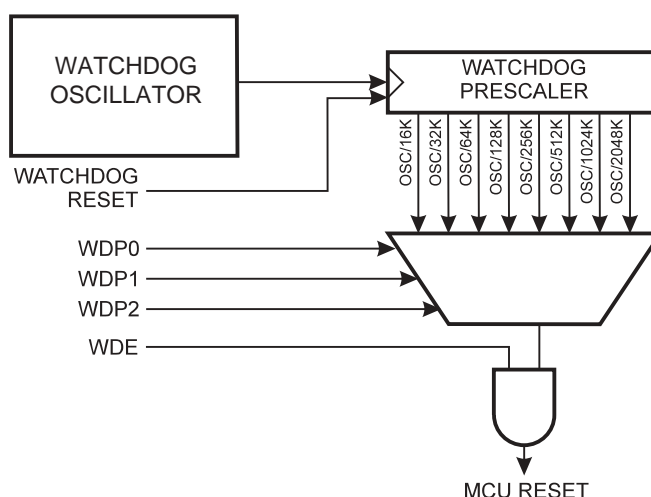 WATCHDOG
OSCILLATOR
WATCHDOG
PRESCALER
OSC/16K
OSC/32K
OSC/64K
OSC/128K
OSC/256K
OSC/512K
OSC/1024K
OSC/2048K
WATCHDOG
RESET
WDP0
WDP1
WDP2
WDE
MCU RESET